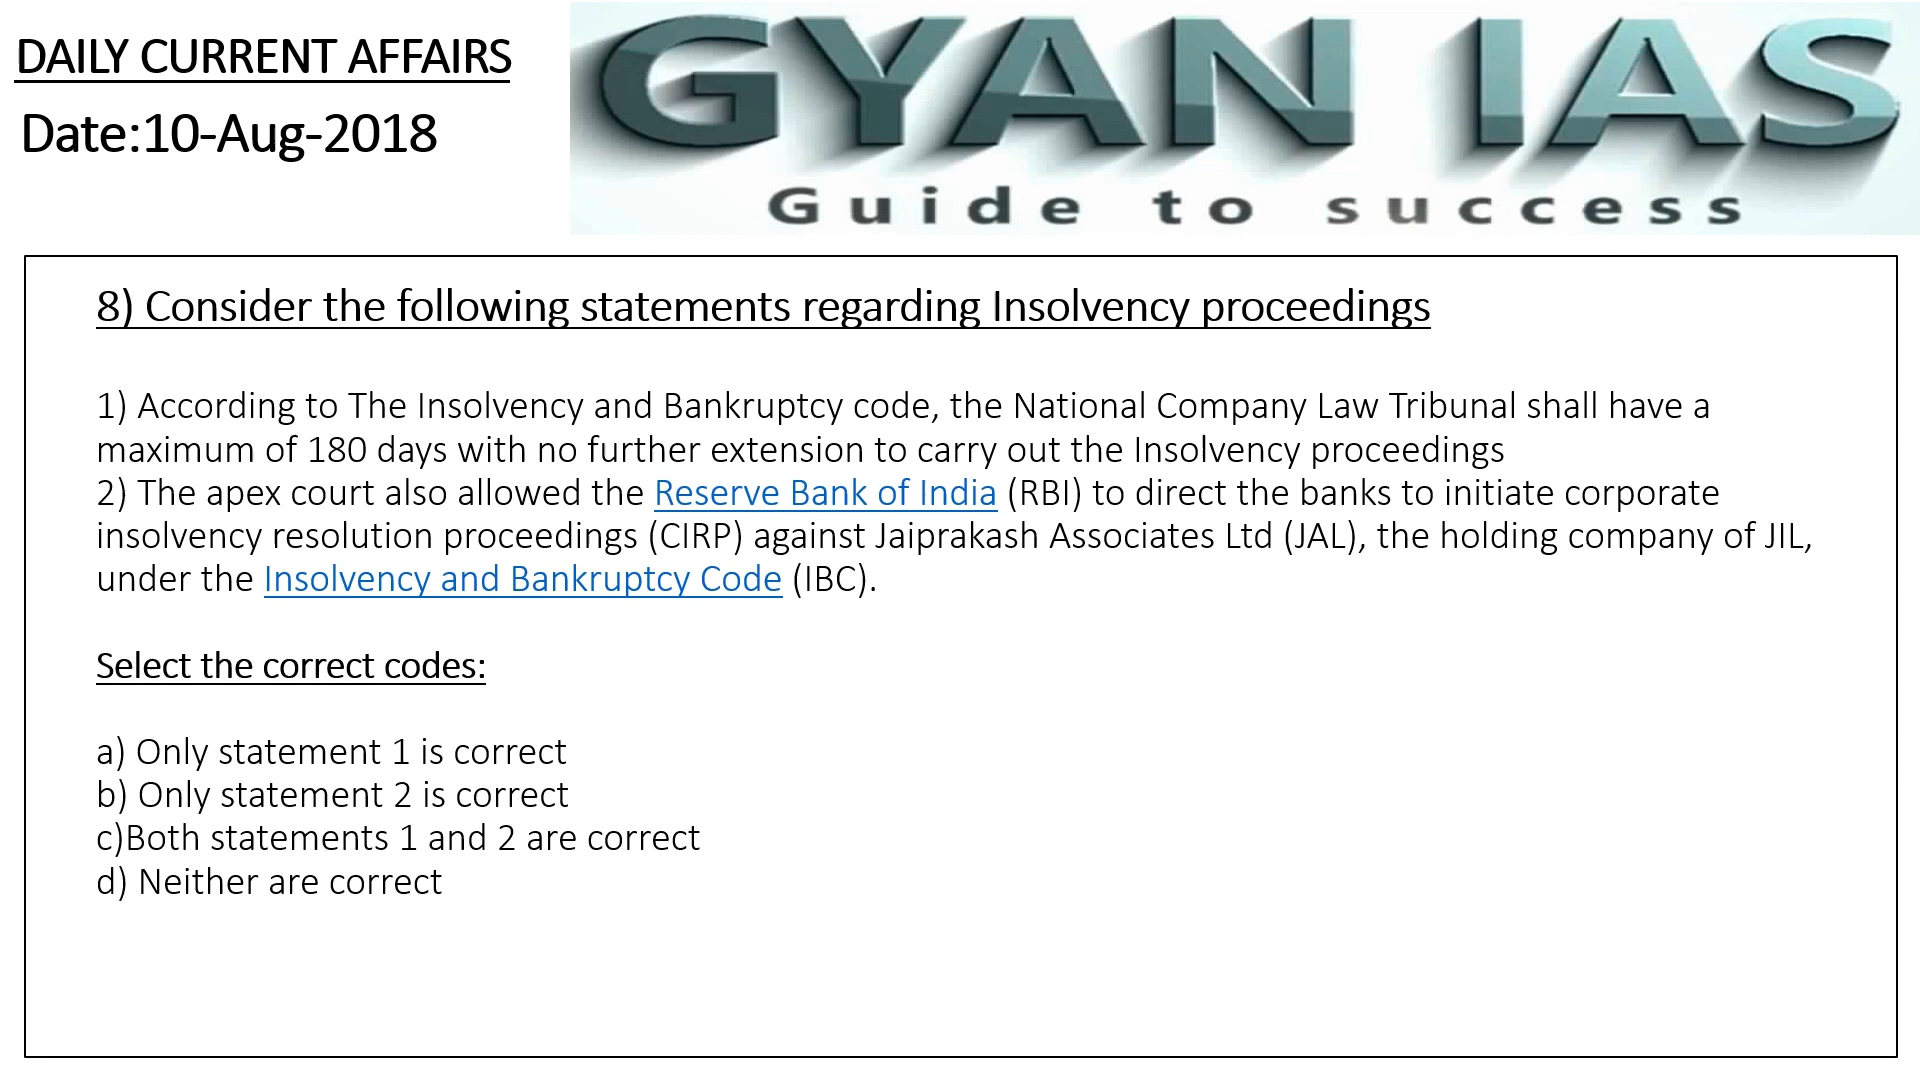 DAILY CURRENT AFFAIRS
Date:10-Aug-2018
GYAN IAS
Guide to success
8) Consider the following statements regarding Insolvency proceedings
1) According to The Insolvency and Bankruptcy code, the National Company Law Tribunal shall have a
maximum of 180 days with no further extension to carry out the Insolvency proceedings
2) The apex court also allowed the Reserve Bank of India (RBI) to direct the banks to initiate corporate
insolvency resolution proceedings (CIRP) against Jaiprakash Associates Ltd (JAL), the holding company of JIL,
under the Insolvency and Bankruptcy Code (IBC).
Select the correct codes:
a) Only statement 1 is correct
b) Only statement 2 is correct
c)Both statements 1 and 2 are correct
d) Neither are correct